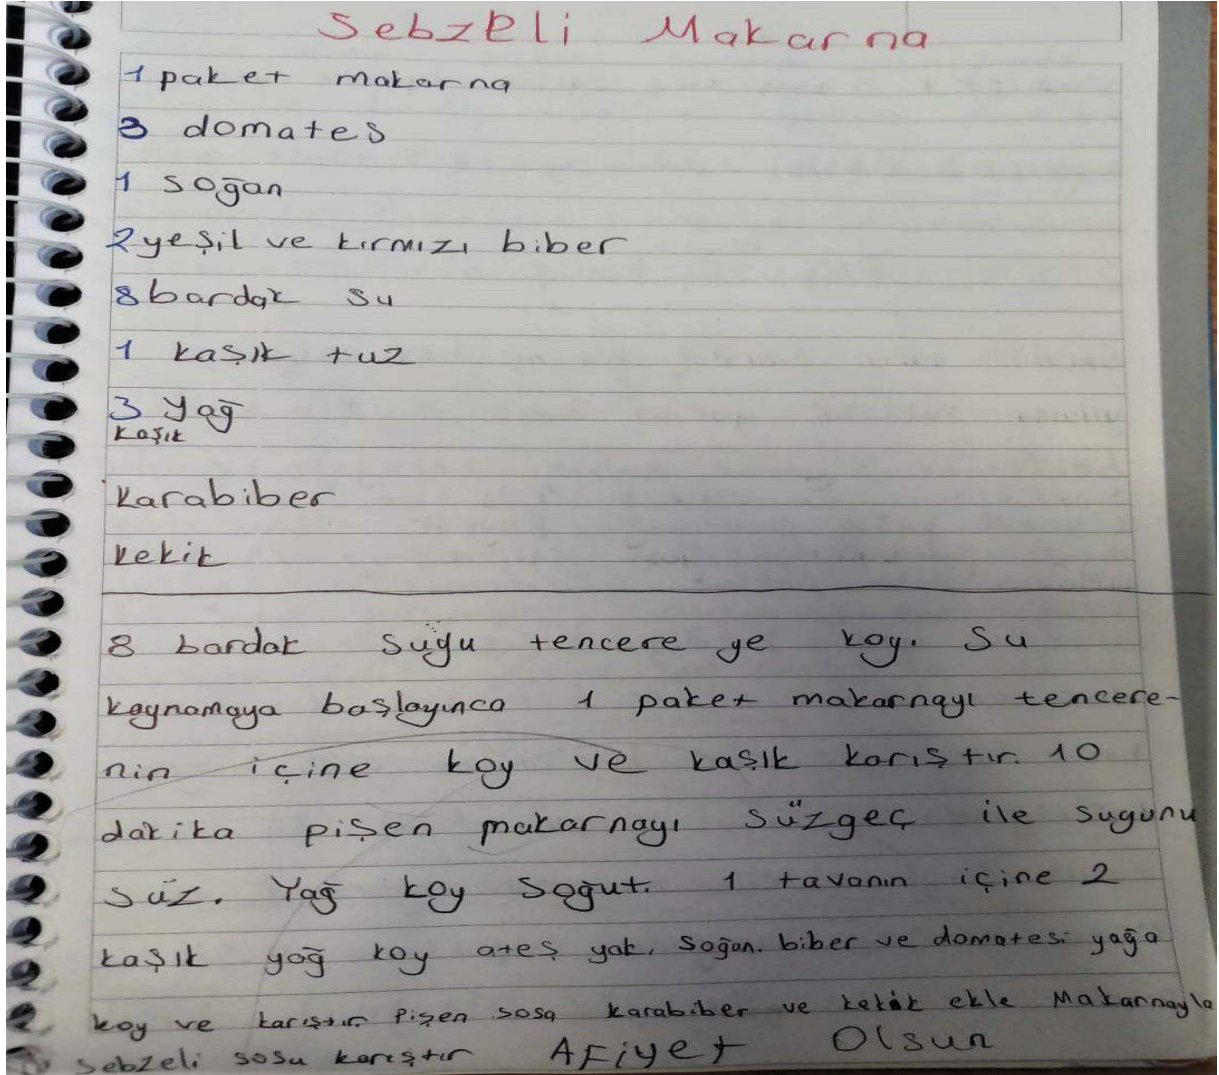 Sebzeli Makarna
1 paket makarna
3 domates
1 soğan
2 yeşil ve kırmızı biber
8 bardak su
1 kaşık tuz
3 yağ
kaşık
karabiber
kekik
8 bardak suyu tencere ye koy. Su
kaynamaya başlayınca 1 paket makarnayı tencere-
nin içine koy ve kaşık karıştır. 10
dakika pişen makarnayı süzgeç ile suyunu
süz. Yağ koy soğut. 1 tavanın içine 2
kaşık yağ koy ateş yak. soğan. biber ve domatesi yağa
koy ve karıştır pişen sosa karabiber ve kekik ekle Makarnayla
sebzeli sosu karıştır AFiyet Olsun